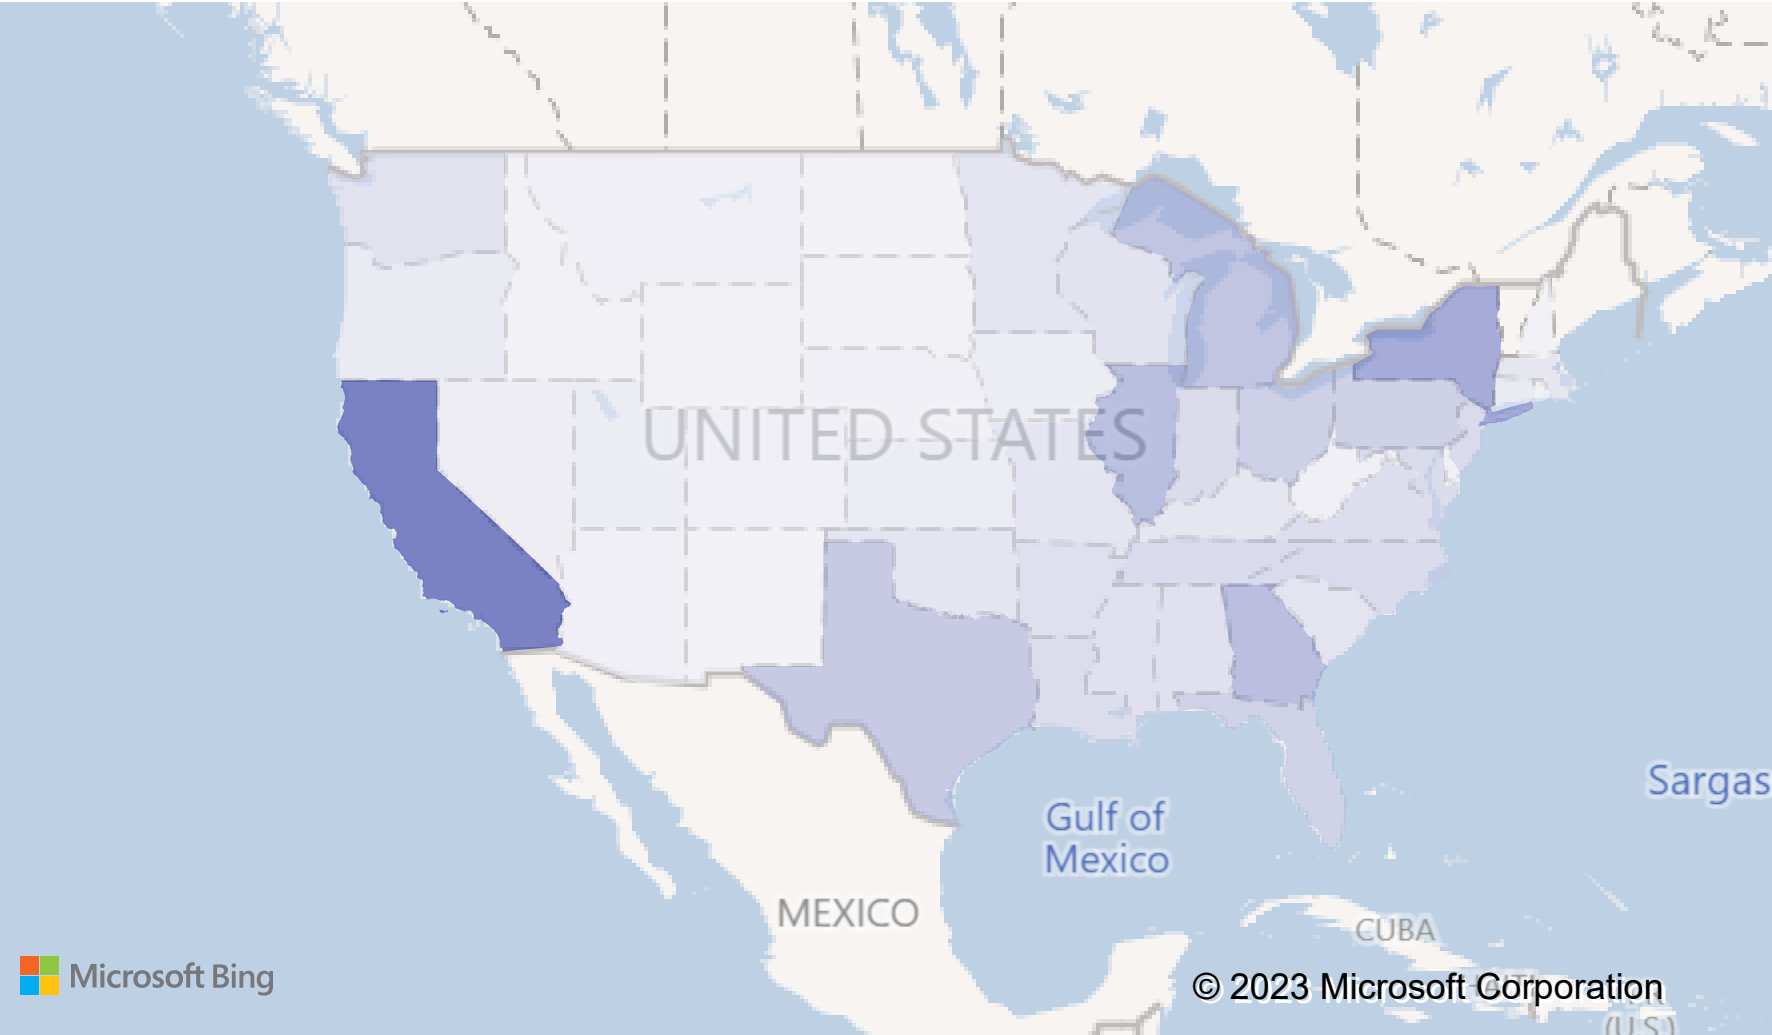 UNITED STATES
Sargas
Gulf of
Mexico
MEXICO
CUBA
Microsoft Bing
© 2023 Microsoft Corporation
(U.S.)